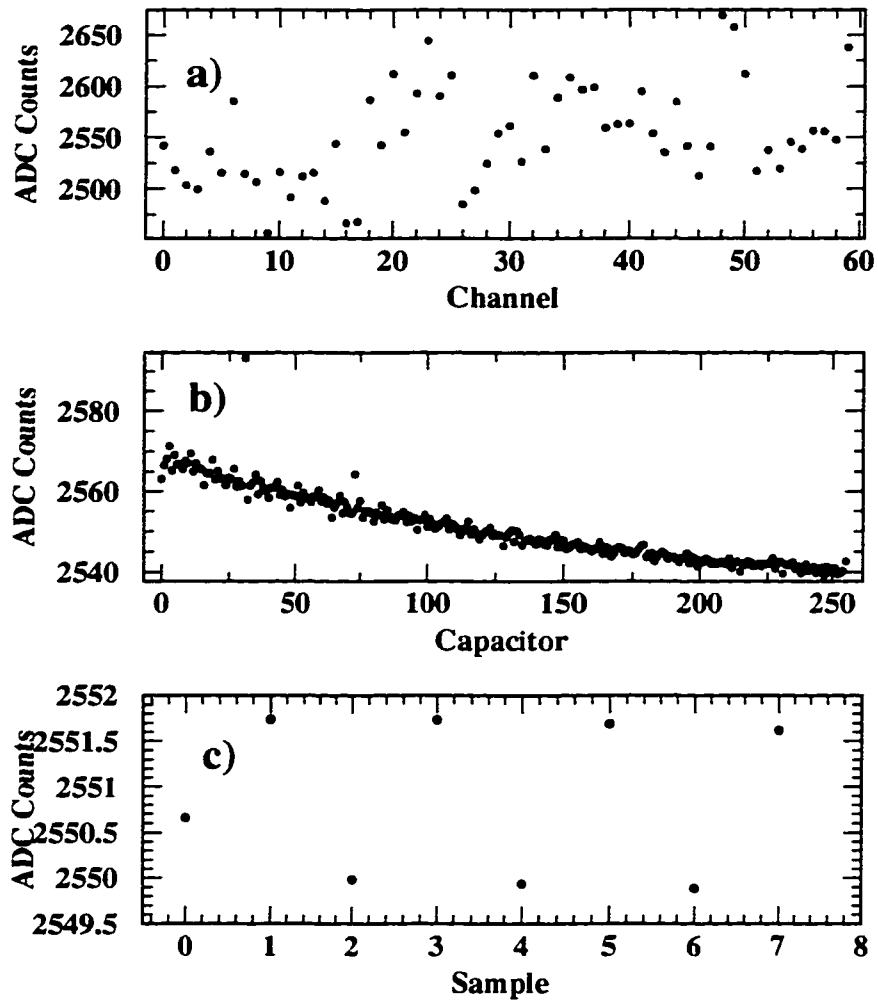 a)
ADC Counts
2650
2600
2550
2500
0 10 20 30 40 50 60
Channel
b)
ADC Counts
2580
2560
2540
0 50 100 150 200 250
Capacitor
c)
ADC Counts
2552
2551.5
2551
2550.5
2550
2549.5
0 1 2 3 4 5 6 7 8
Sample